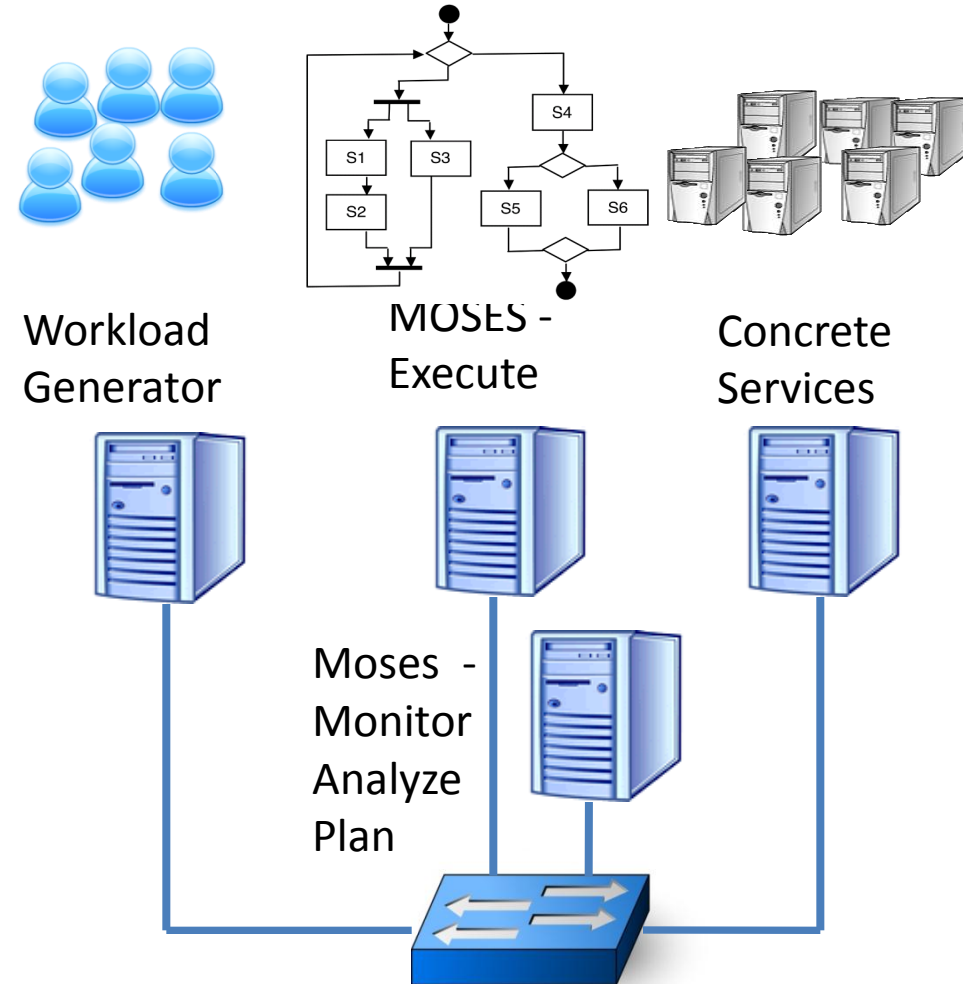 S4
S1 S3
S2 S5 S6
MOSES -
Execute
Workload
Generator
Concrete
Services
Moses -
Monitor
Analyze
Plan